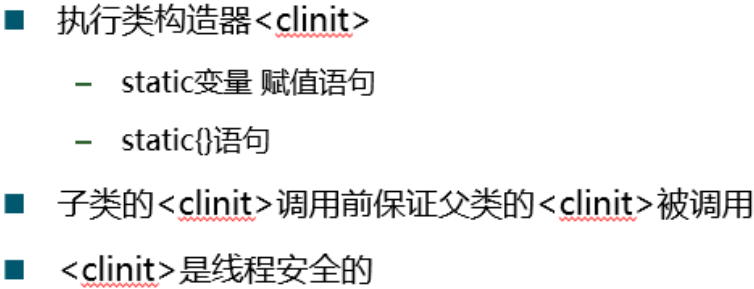 执行类构造器<clinit>
– static变量 赋值语句
– static{}语句
子类的<clinit>调用前保证父类的<clinit>被调用
<clinit>是线程安全的